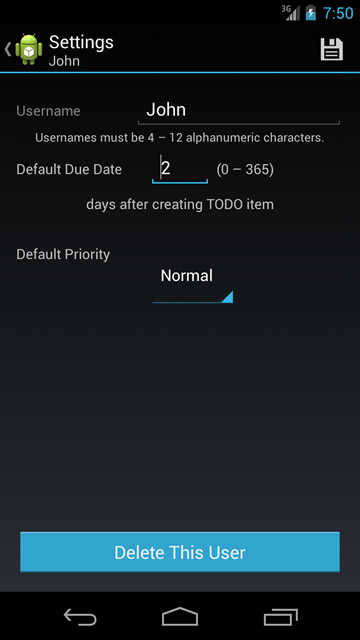 3G 7:50
Settings
John
Username John
Usernames must be 4 – 12 alphanumeric characters.
Default Due Date 2 (0 – 365)
days after creating TODO item
Default Priority
Normal
Delete This User